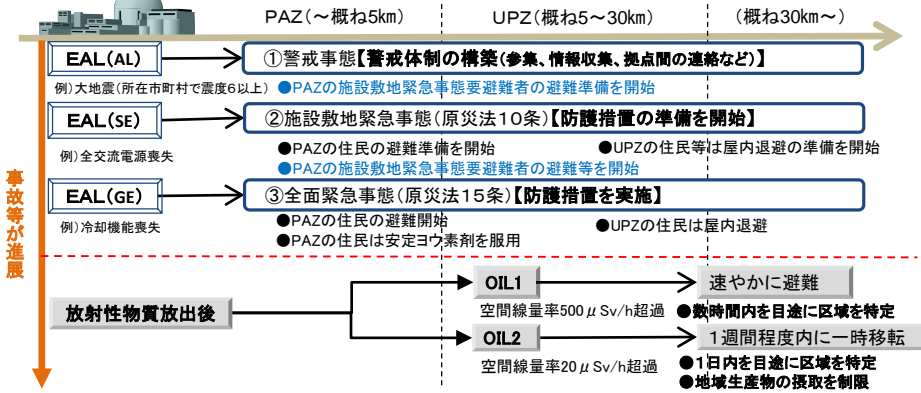 PAZ(～概ね5km)
UPZ(概ね5～30km)
(概ね30km～)
EAL(AL)
①警戒事態【警戒体制の構築(参集、情報収集、拠点間の連絡など)】
例)大地震(所在市町村で震度6以上)
●PAZの施設敷地緊急事態要避難者の避難準備を開始
EAL(SE)
②施設敷地緊急事態(原災法10条)【防護措置の準備を開始】
例)全交流電源喪失
●PAZの住民の避難準備を開始
●UPZの住民等は屋内退避の準備を開始
●PAZの施設敷地緊急事態要避難者の避難等を開始
EAL(GE)
③全面緊急事態(原災法15条)【防護措置を実施】
例)冷却機能喪失
●PAZの住民の避難開始
●UPZの住民は屋内退避
●PAZの住民は安定ヨウ素剤を服用
事故等が進展
放射性物質放出後
OIL1
速やかに避難
空間線量率500μSv/h超過
●数時間内を目途に区域を特定
OIL2
1週間程度内に一時移転
空間線量率20μSv/h超過
●1日内を目途に区域を特定
●地域生産物の摂取を制限